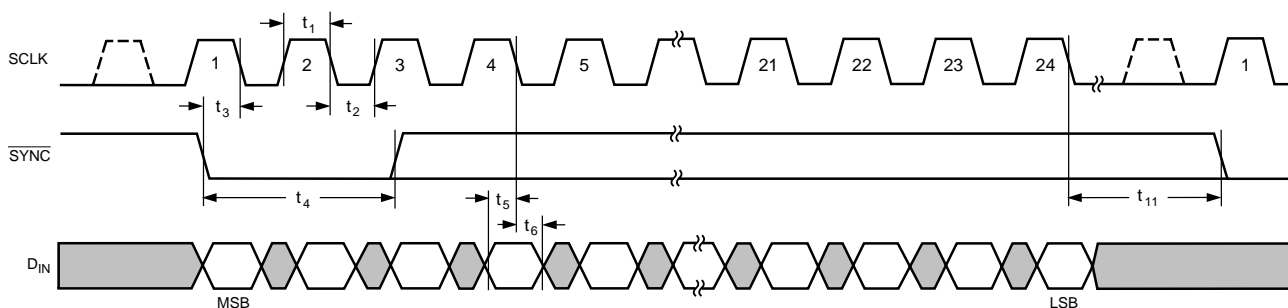 t1
SCLK 1 2 3 4 5 21 22 23 24 1
t3 t2
SYNC
t4 t5 t11
t6
DIN
MSB LSB